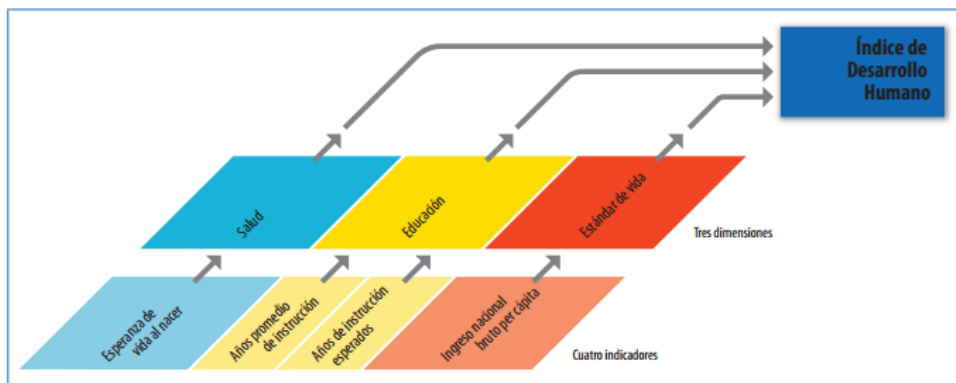 Índice de
Desarrollo
Humano
Salud
Educación
Estándar de vida
Tres dimensiones
Esperanza de
vida al nacer
Años promedio
de instrucción
Años de instrucción
esperados
Ingreso nacional
bruto per cápita
Cuatro indicadores